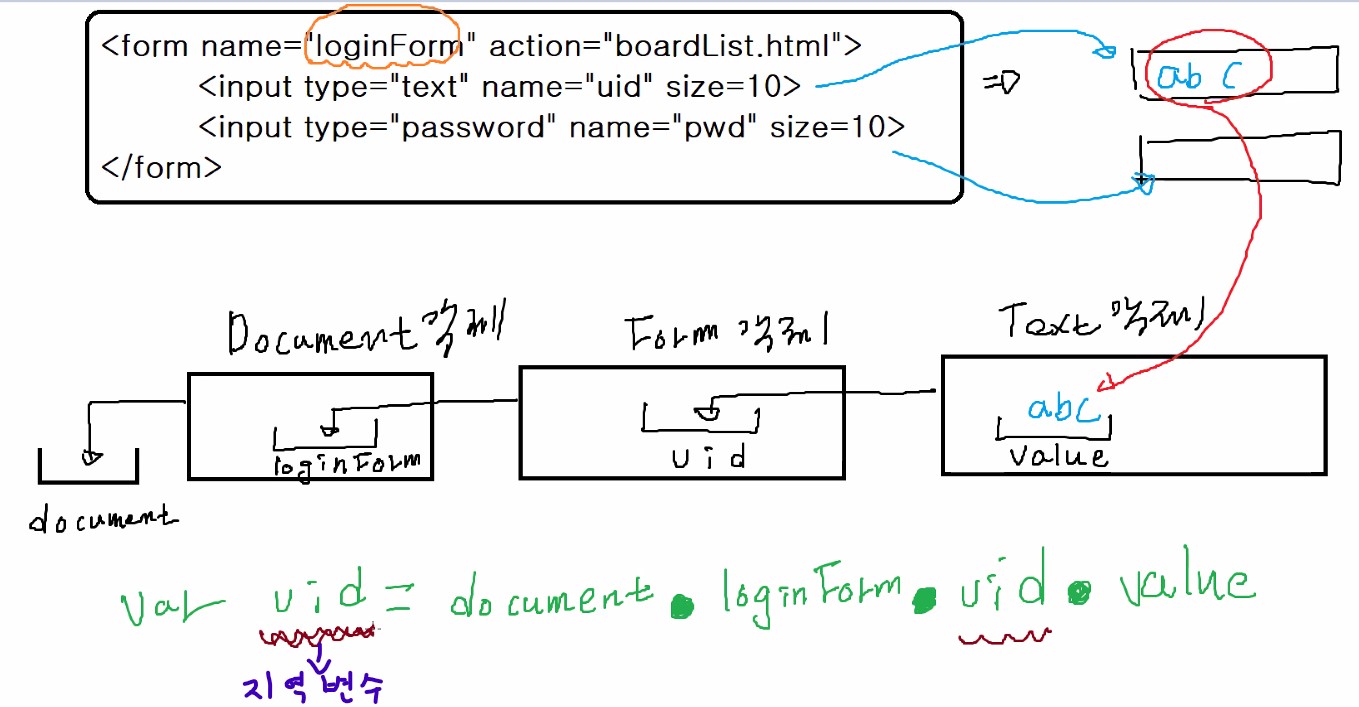 <form name="loginForm" action="boardList.html">
<input type="text" name="uid" size=10>
<input type="password" name="pwd" size=10>
</form>
⇒
abc
Document 객체
Form 객체
Text 객체
abc
loginForm
uid
value
document
var uid = document.loginForm.uid.value
지역변수